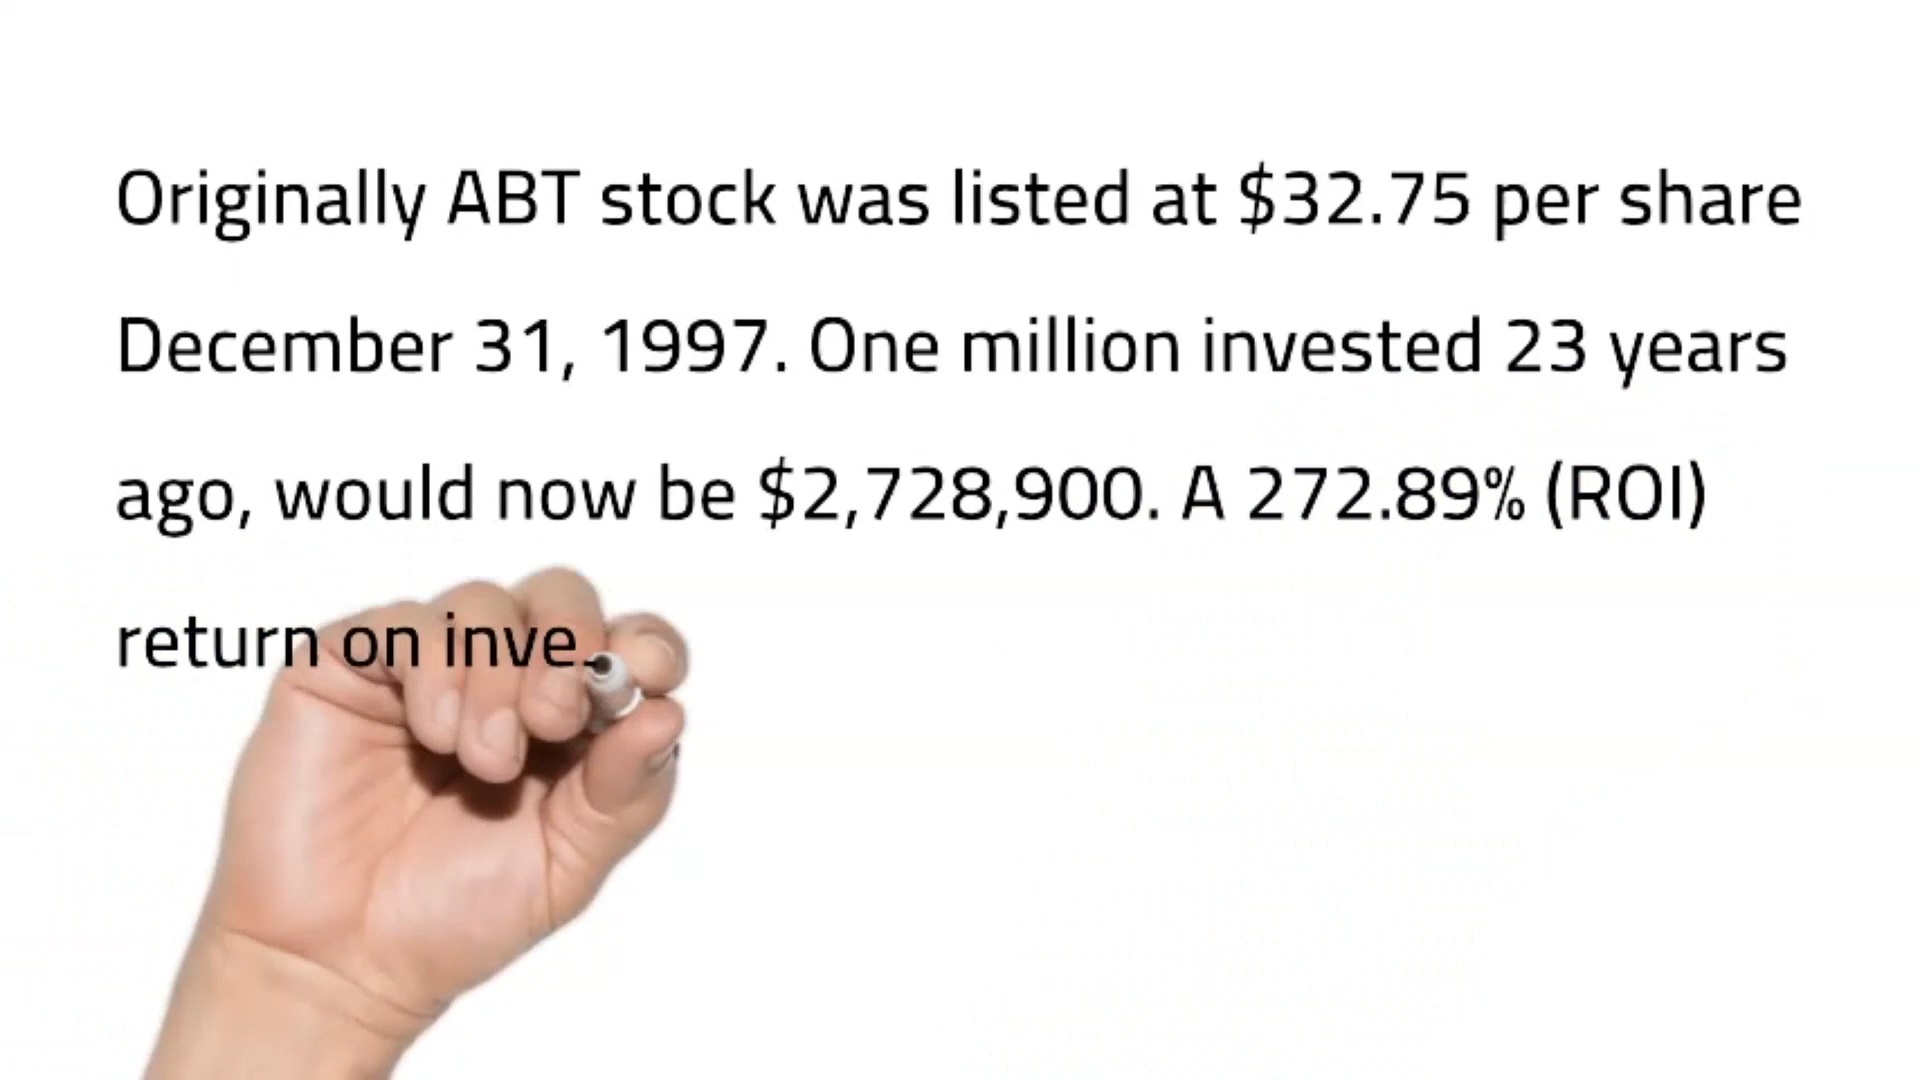 Originally ABT stock was listed at $32.75 per share
December 31, 1997. One million invested 23 years
ago, would now be $2,728,900. A 272.89% (ROI)
return on inve